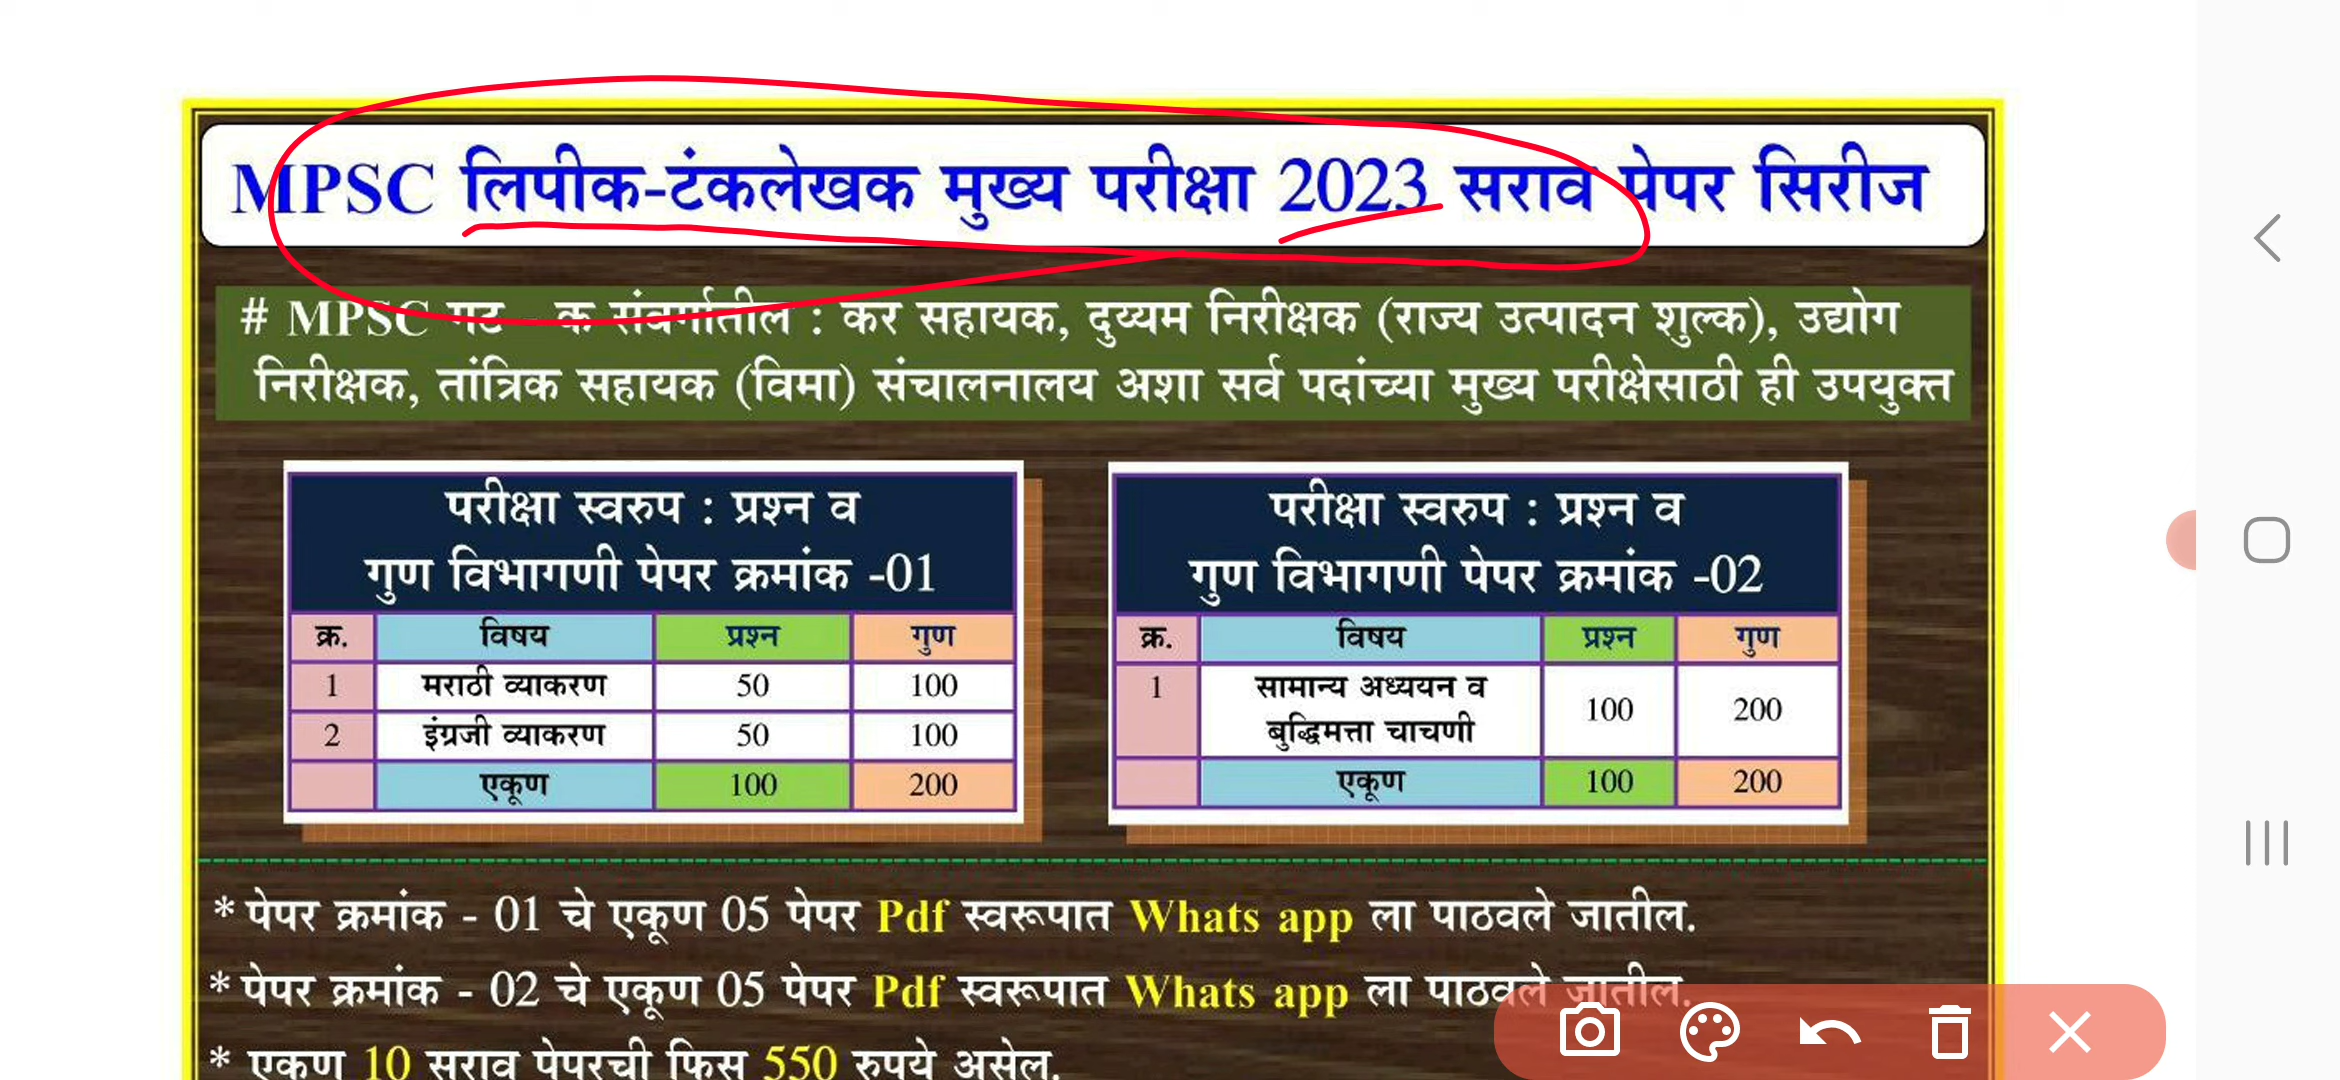 MPSC लिपीक-टंकलेखक मुख्य परीक्षा 2023 सराव पेपर सिरीज
# MPSC गट - क संवर्गातील : कर सहायक, दुय्यम निरीक्षक (राज्य उत्पादन शुल्क), उद्योग
निरीक्षक, तांत्रिक सहायक (विमा) संचालनालय अशा सर्व पदांच्या मुख्य परीक्षेसाठी ही उपयुक्त
परीक्षा स्वरुप : प्रश्न व
गुण विभागणी पेपर क्रमांक -01
क्र. विषय प्रश्न गुण
1 मराठी व्याकरण 50 100
2 इंग्रजी व्याकरण 50 100
एकूण 100 200
परीक्षा स्वरुप : प्रश्न व
गुण विभागणी पेपर क्रमांक -02
क्र. विषय प्रश्न गुण
1 सामान्य अध्ययन व
बुद्धिमत्ता चाचणी 100 200
एकूण 100 200
* पेपर क्रमांक - 01 चे एकूण 05 पेपर Pdf स्वरूपात Whats app ला पाठवले जातील.
* पेपर क्रमांक - 02 चे एकूण 05 पेपर Pdf स्वरूपात Whats app ला पाठवले जातील.
* एकूण 10 सराव पेपरची फिस 550 रुपये असेल.